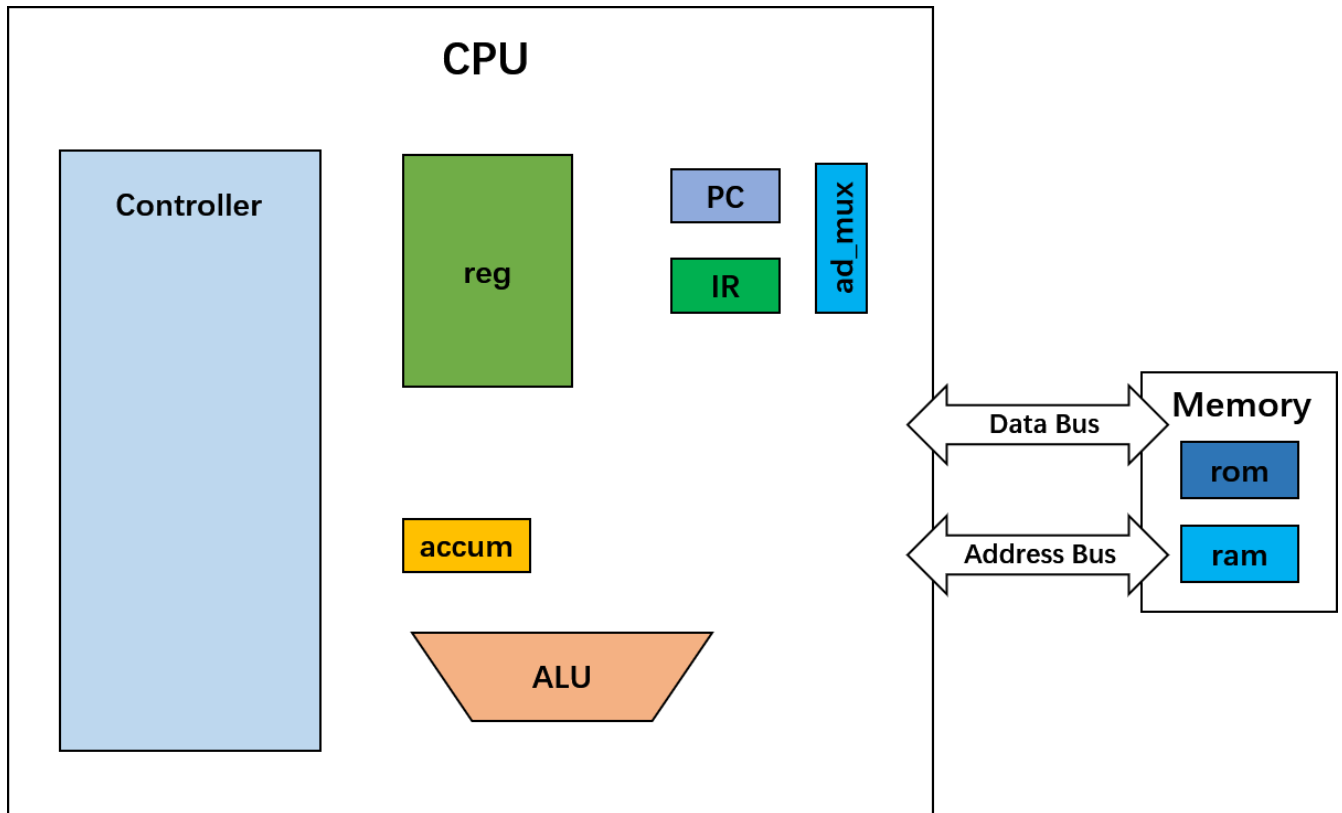 CPU
Controller
reg
PC
IR
ad_mux
accum
ALU
Data Bus
Address Bus
Memory
rom
ram